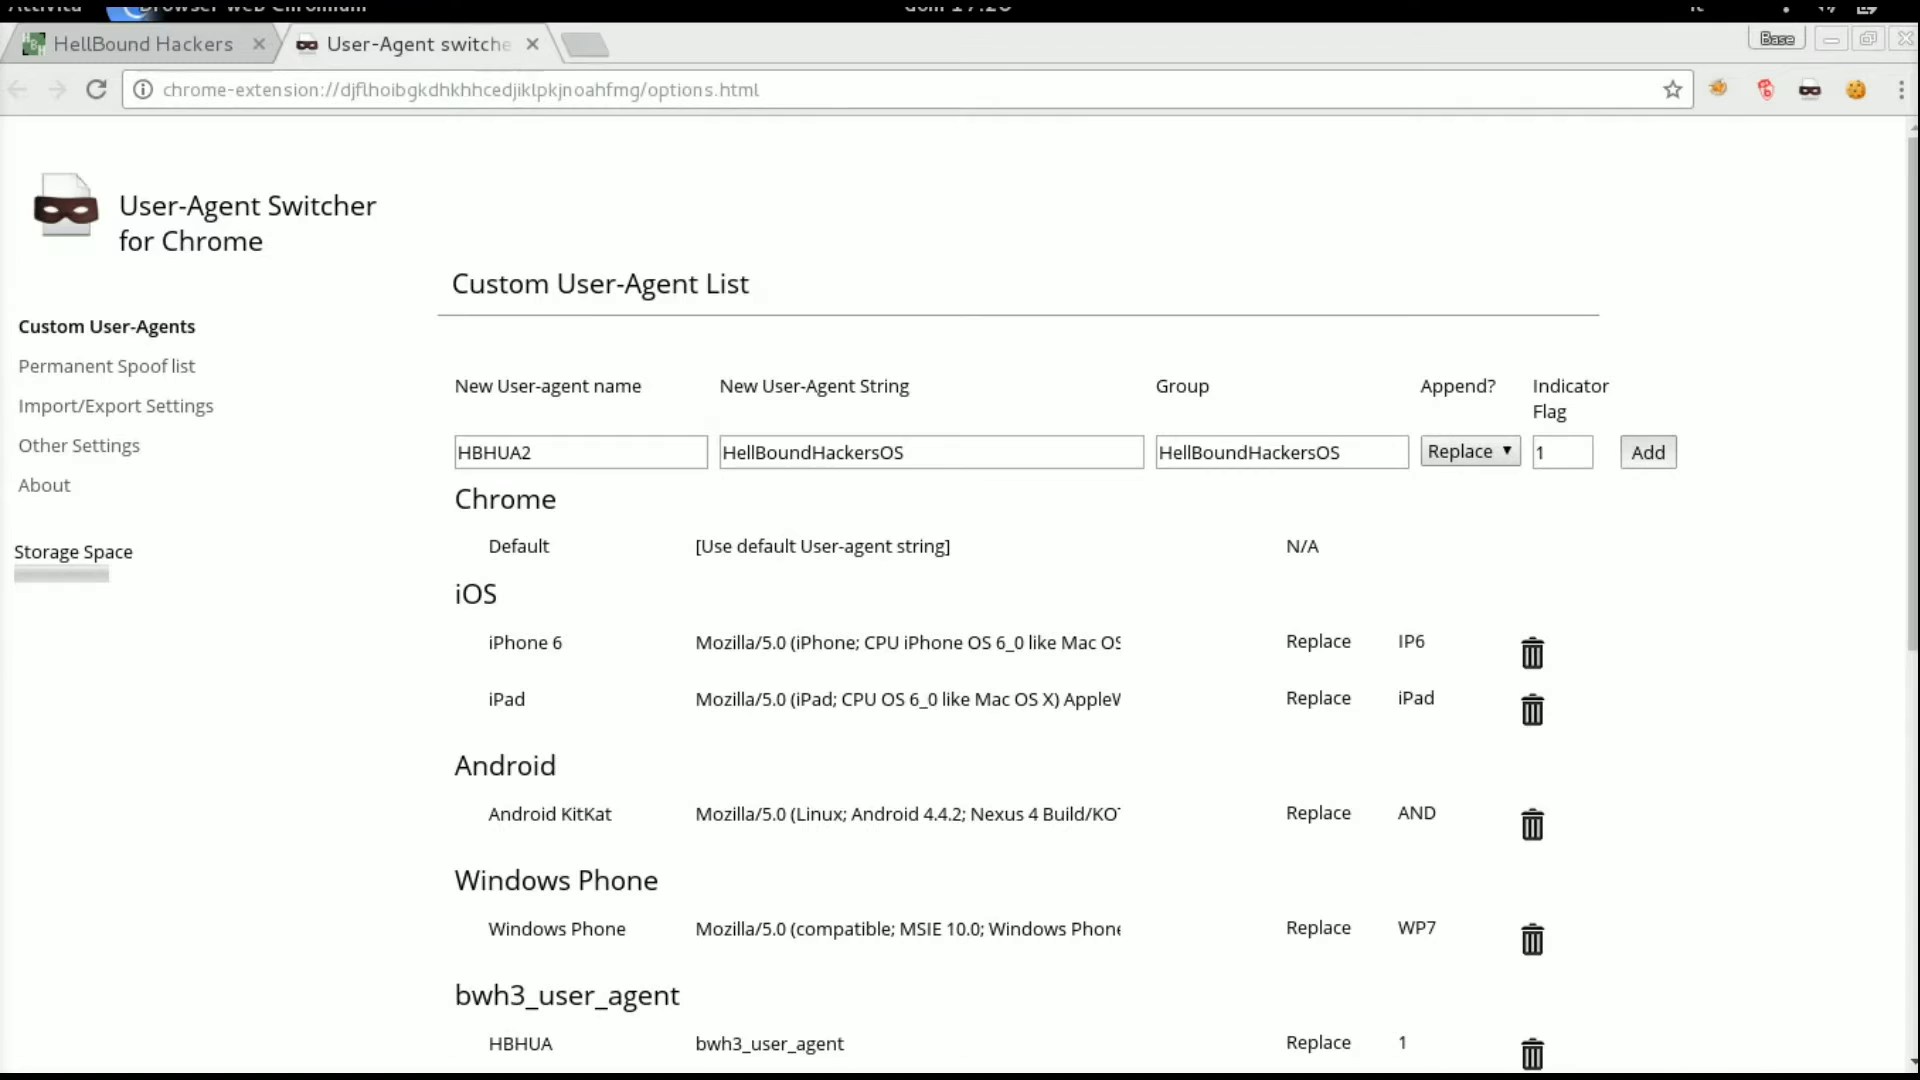 Browser web Chromium
HellBound Hackers
User-Agent switche
Base
chrome-extension://djflhoibgkdhkhhcedjiklpkjnoahfmg/options.html
User-Agent Switcher
for Chrome
Custom User-Agent List
Custom User-Agents
Permanent Spoof list
Import/Export Settings
Other Settings
About
Storage Space
New User-agent name New User-Agent String Group Append? Indicator
Flag
HBHUA2 HellBoundHackersOS HellBoundHackersOS Replace 1 Add
Chrome
Default [Use default User-agent string] N/A
iOS
iPhone 6 Mozilla/5.0 (iPhone; CPU iPhone OS 6_0 like Mac OS Replace IP6
iPad Mozilla/5.0 (iPad; CPU OS 6_0 like Mac OS X) AppleW Replace iPad
Android
Android KitKat Mozilla/5.0 (Linux; Android 4.4.2; Nexus 4 Build/KOT Replace AND
Windows Phone
Windows Phone Mozilla/5.0 (compatible; MSIE 10.0; Windows Phone Replace WP7
bwh3_user_agent
HBHUA bwh3_user_agent Replace 1